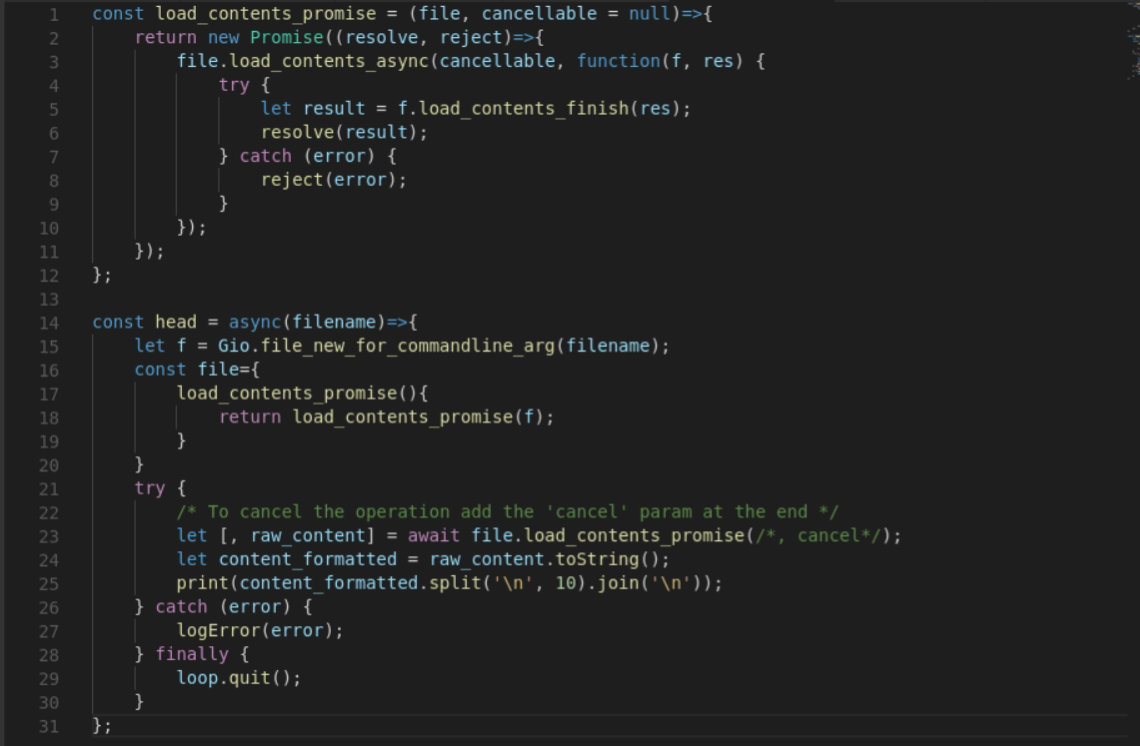 1 const load_contents_promise = (file, cancellable = null)=>{
2     return new Promise((resolve, reject)=>{
3         file.load_contents_async(cancellable, function(f, res) {
4             try {
5                 let result = f.load_contents_finish(res);
6                 resolve(result);
7             } catch (error) {
8                 reject(error);
9             }
10         });
11     });
12 };
13
14 const head = async(filename)=>{
15     let f = Gio.file_new_for_commandline_arg(filename);
16     const file={
17         load_contents_promise(){
18             return load_contents_promise(f);
19         }
20     }
21     try {
22         /* To cancel the operation add the 'cancel' param at the end */
23         let [, raw_content] = await file.load_contents_promise(/*, cancel*/);
24         let content_formatted = raw_content.toString();
25         print(content_formatted.split('\n', 10).join('\n'));
26     } catch (error) {
27         logError(error);
28     } finally {
29         loop.quit();
30     }
31 };